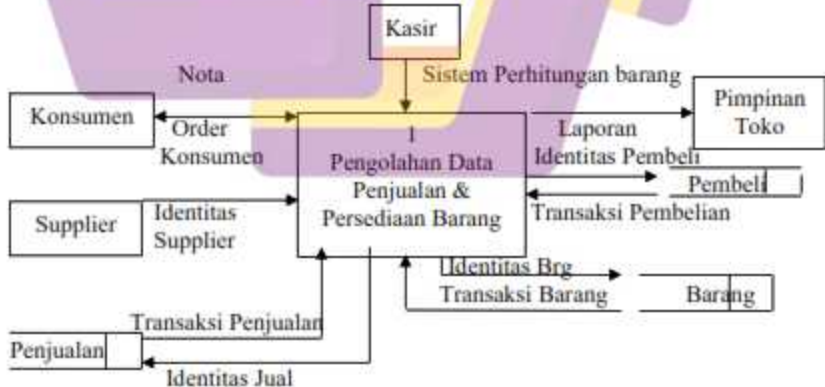 Kasir
Nota
Sistem Perhitungan barang
Konsumen
Order
Konsumen
Pimpinan
Toko
1
Pengolahan Data
Penjualan &
Persediaan Barang
Laporan
Identitas Pembeli
Pembeli
Transaksi Pembelian
Supplier
Identitas
Supplier
Identitas Brg
Transaksi Barang
Barang
Transaksi Penjualan
Penjualan
Identitas Jual